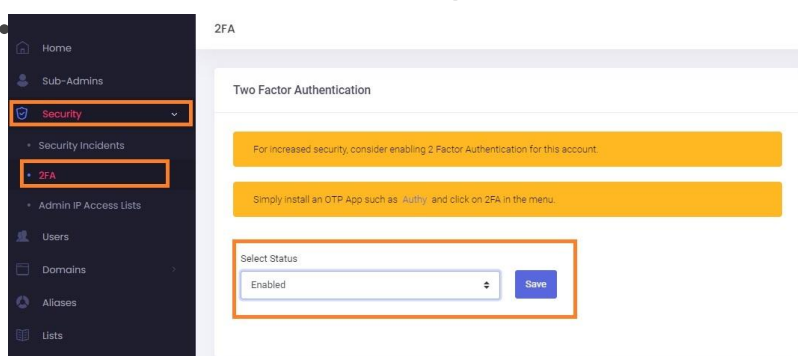 2FA
Home
Sub-Admins
Security
Security Incidents
2FA
Admin IP Access Lists
Users
Domains
Aliases
Lists
Two Factor Authentication
For increased security, consider enabling 2 Factor Authentication for this account.
Simply install an OTP App such as Authy and click on 2FA in the menu.
Select Status
Enabled
Save